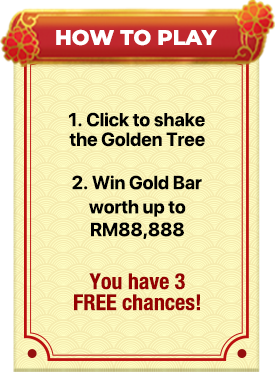 HOW TO PLAY
1. Click to shake
the Golden Tree
2. Win Gold Bar
worth up to
RM88,888
You have 3
FREE chances!